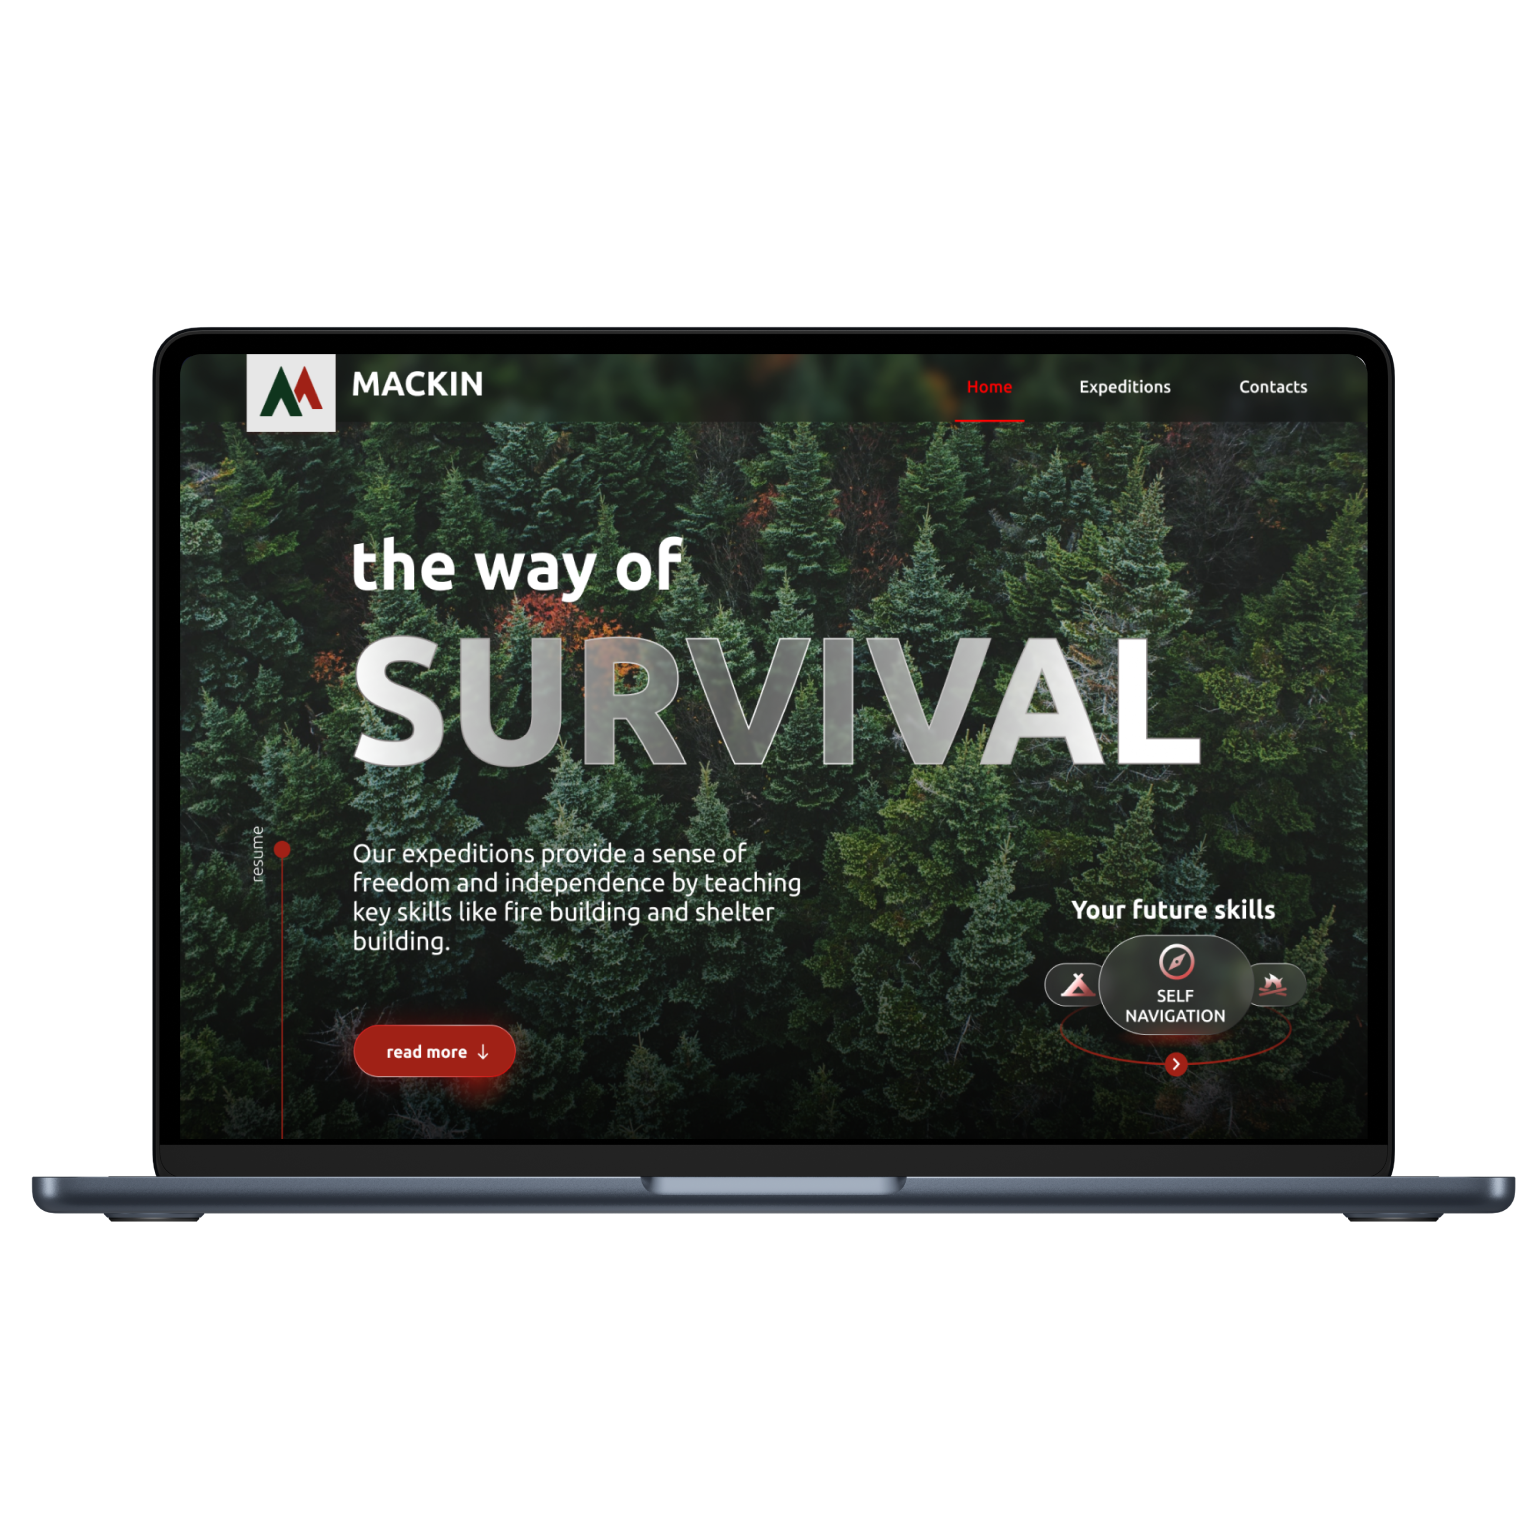 MACKIN
Home
Expeditions
Contacts
the way of
SURVIVAL
resume
Our expeditions provide a sense of
freedom and independence by teaching
key skills like fire building and shelter
building.
read more
Your future skills
SELF
NAVIGATION